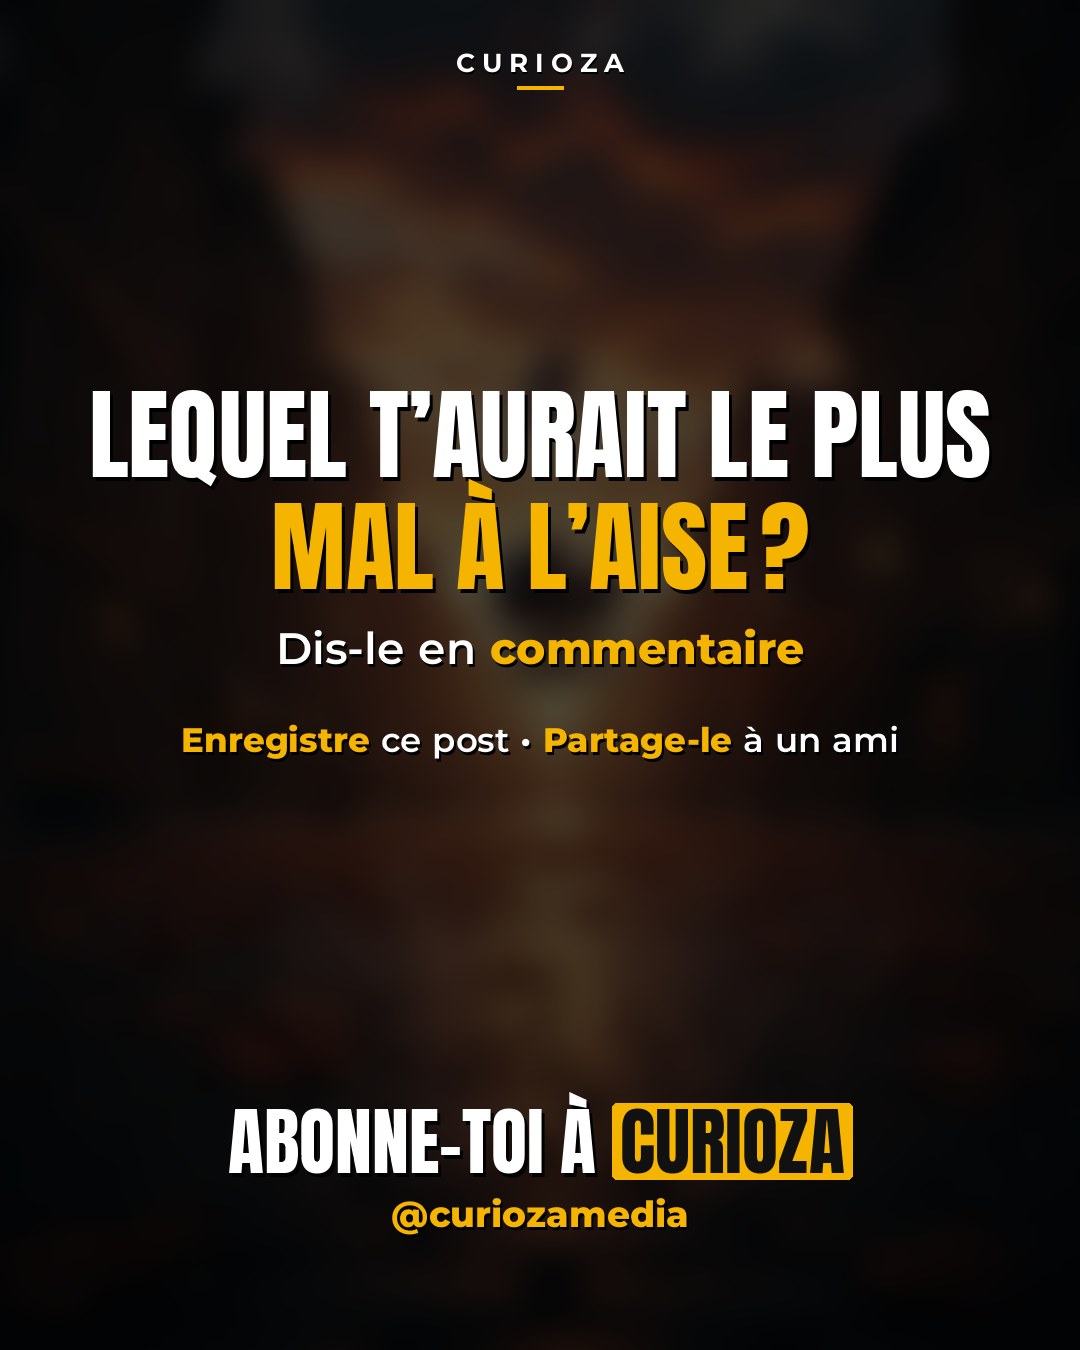 CURIOZA
LEQUEL T’AURAIT LE PLUS
MAL À L’AISE ?
Dis-le en commentaire
Enregistre ce post • Partage-le à un ami
ABONNE-TOI À CURIOZA
@curiozamedia